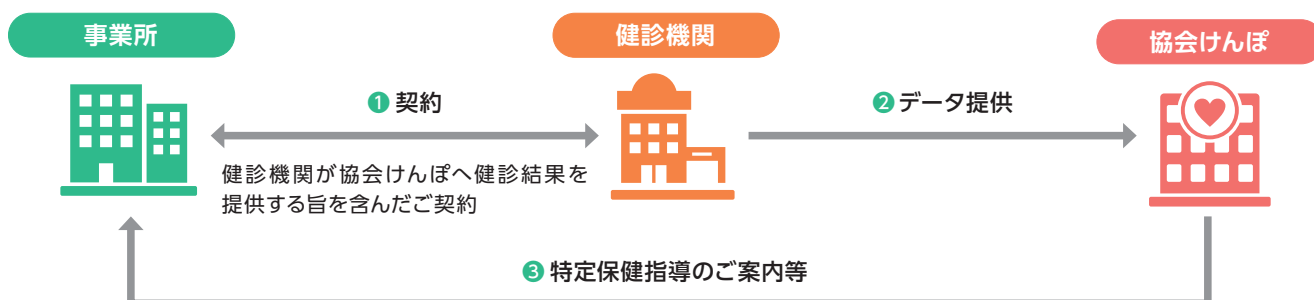 事業所
健診機関
協会けんぽ
❶ 契約
❷ データ提供
健診機関が協会けんぽへ健診結果を
提供する旨を含んだご契約
❸ 特定保健指導のご案内等